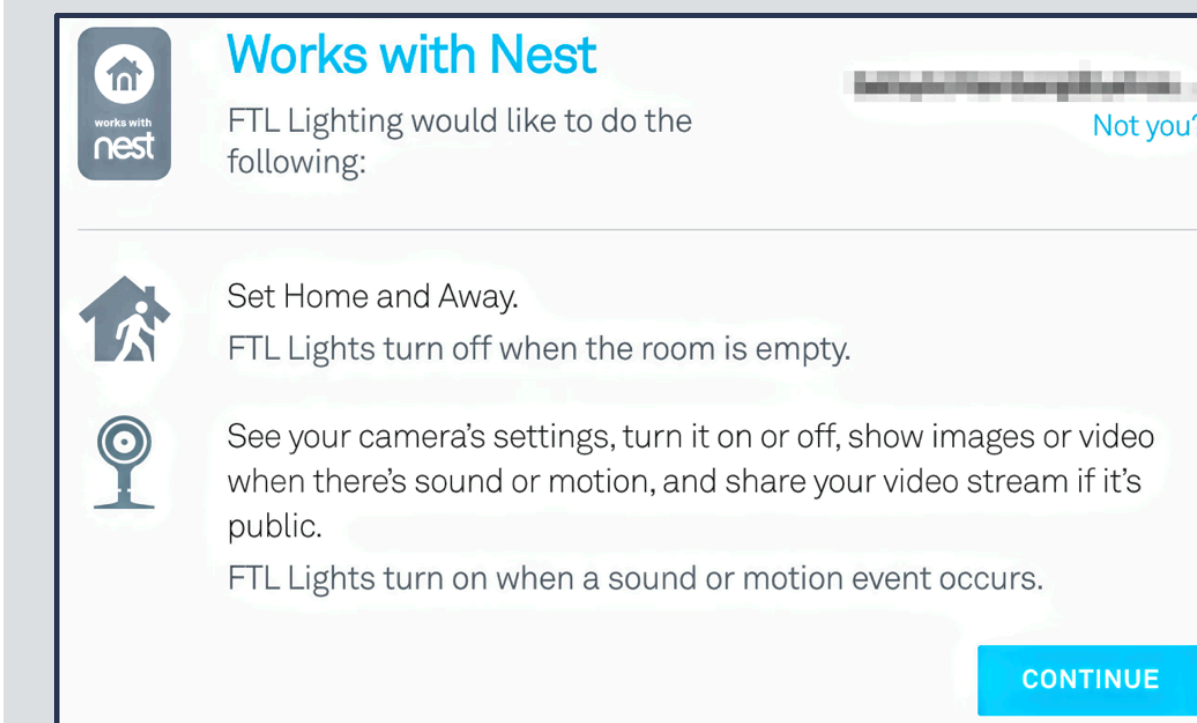 works with
nest
Works with Nest
FTL Lighting would like to do the
following:
Not you?
Set Home and Away.
FTL Lights turn off when the room is empty.
See your camera’s settings, turn it on or off, show images or video
when there’s sound or motion, and share your video stream if it’s
public.
FTL Lights turn on when a sound or motion event occurs.
CONTINUE